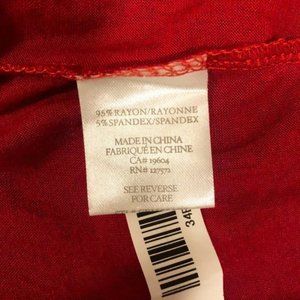 95% RAYON/RAYONNE
5% SPANDEX/SPANDEX
MADE IN CHINA
FABRIQUÉ EN CHINE
CA# 19604
RN# 127572
SEE REVERSE
FOR CARE